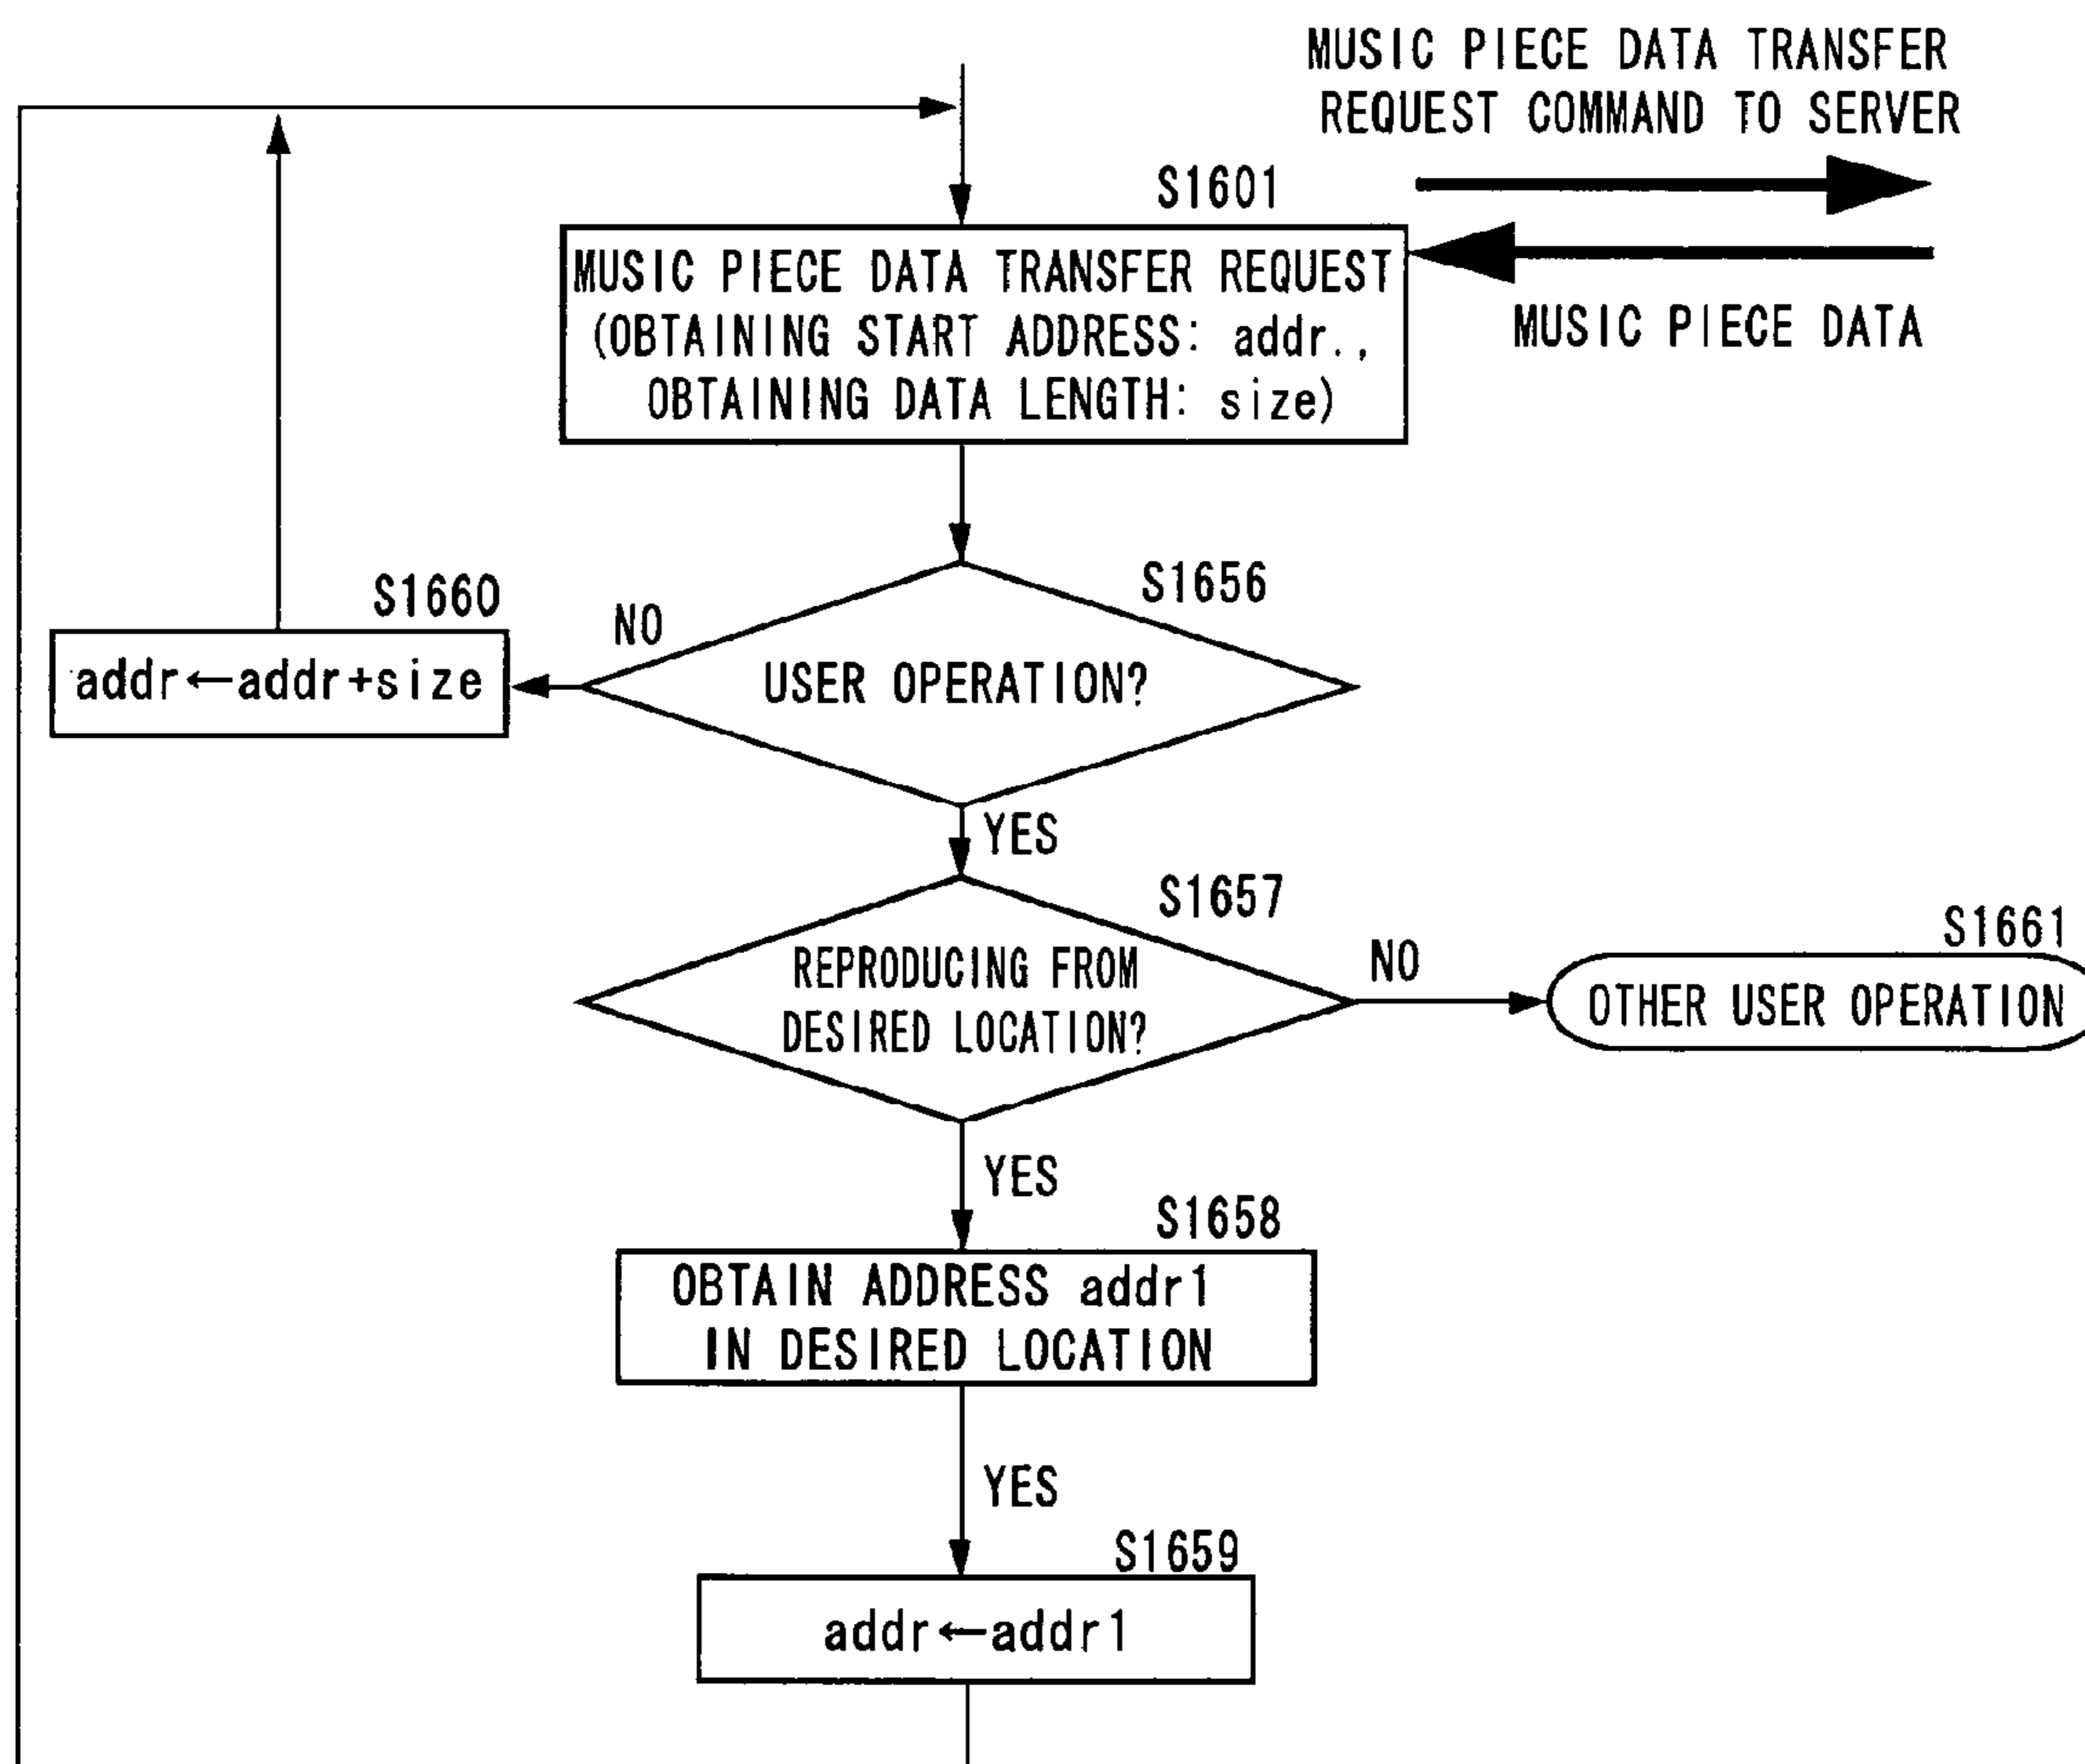 MUSIC PIECE DATA TRANSFER
REQUEST COMMAND TO SERVER
S1601
MUSIC PIECE DATA TRANSFER REQUEST
(OBTAINING START ADDRESS: addr.,
OBTAINING DATA LENGTH: size)
MUSIC PIECE DATA
S1656
S1660
NO
USER OPERATION?
addr←addr+size
YES
S1657
REPRODUCING FROM
DESIRED LOCATION?
NO
S1661
OTHER USER OPERATION
YES
S1658
OBTAIN ADDRESS addr1
IN DESIRED LOCATION
YES
S1659
addr←addr1